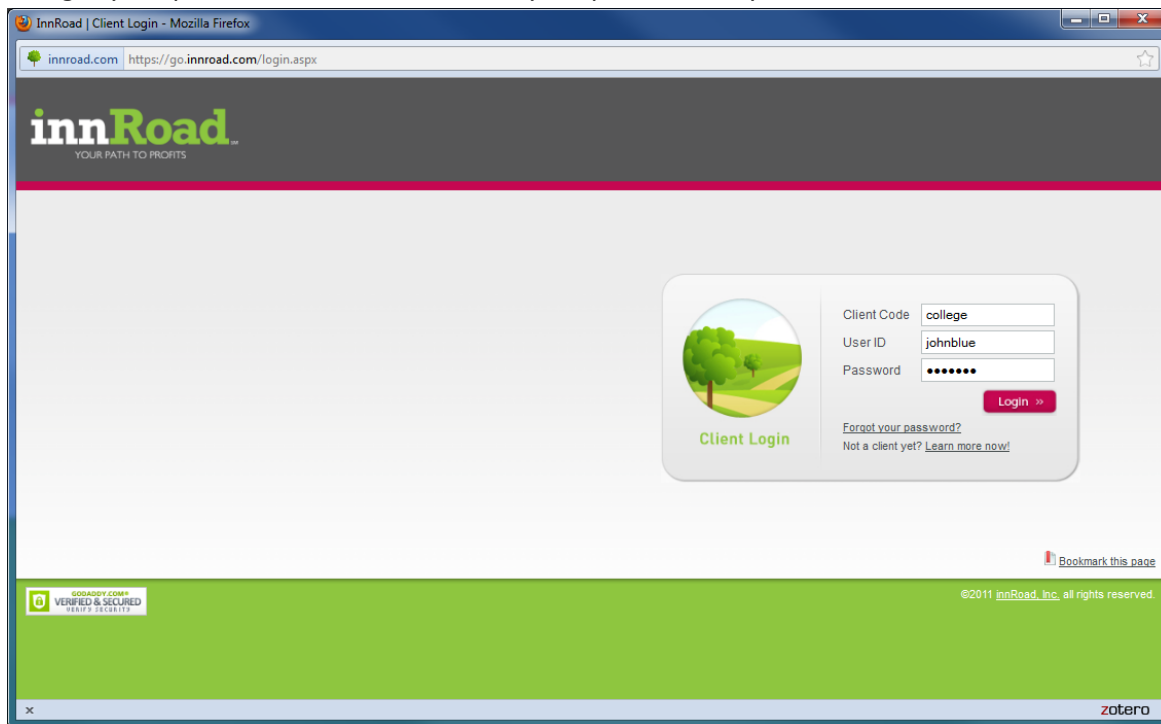 InnRoad | Client Login - Mozilla Firefox
innroad.com https://go.innroad.com/login.aspx
innRoad
YOUR PATH TO PROFITS
Client Code college
User ID johnblue
Password •••••••
Login »
Client Login
Forgot your password?
Not a client yet? Learn more now!
Bookmark this page
GODADDY.COM®
VERIFIED & SECURED
VERIFY SECURITY
©2011 innRoad, Inc. all rights reserved.
x
zotero